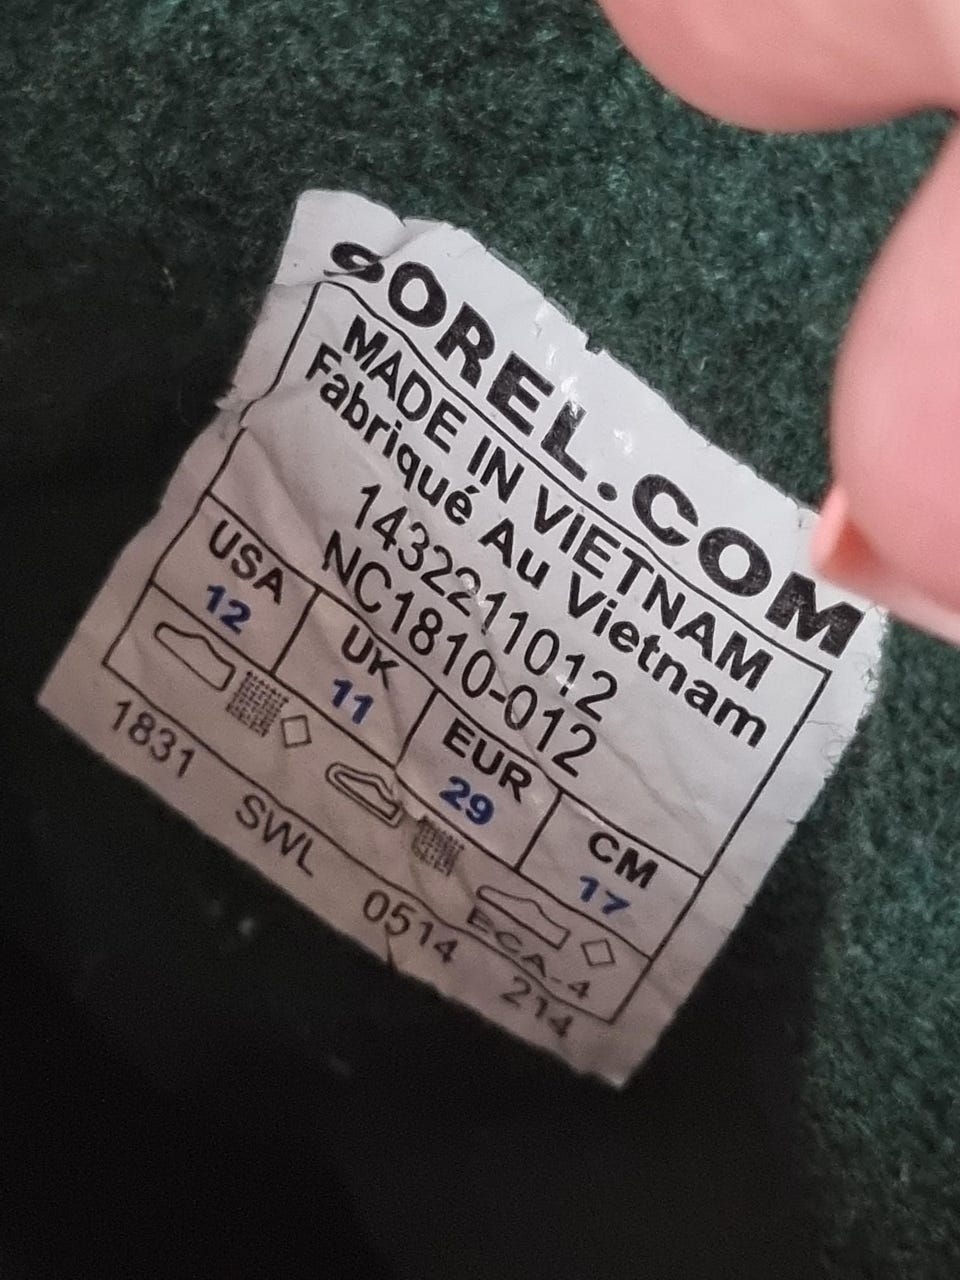 SOREL.COM
MADE IN VIETNAM
Fabriqué Au Vietnam
1432211012
NC1810-012
USA UK EUR CM
12 11 29 17
ECA-4
1831 SWL 0514 214